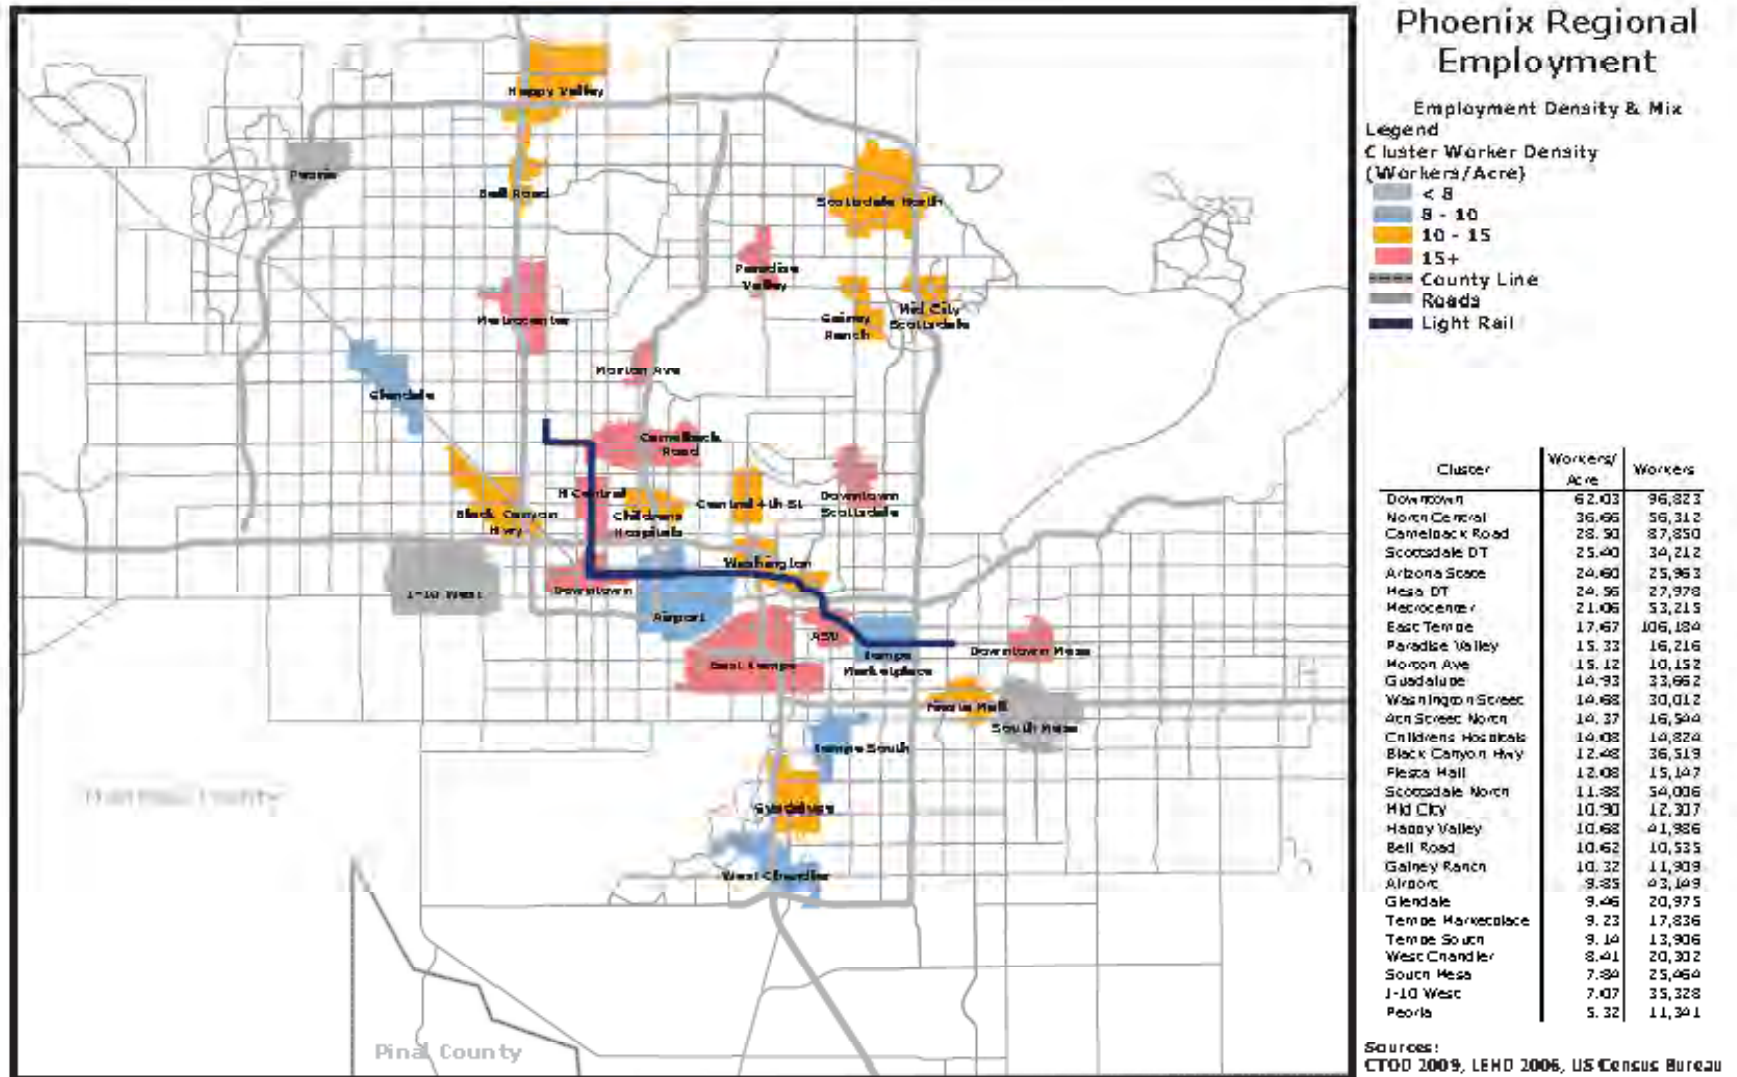 Phoenix Regional
Employment
Employment Density & Mix
Legend
Cluster Worker Density
(Workers/Acre)
< 8
8 - 10
10 - 15
15+
County Line
Roads
Light Rail
Happy Valley
Peoria
Bell Road
Scottsdale North
Paradise
Valley
Metrocenter
Gainey
Ranch
Mid City
Scottsdale
Morton Ave
Glendale
Camelback
Road
N Central
Childrens
Hospitals
Central 4th St
Downtown
Scottsdale
Black Canyon
Hwy
Washington
I-10 West
Downtown
Airport
ASU
East Tempe
Tempe
Marketplace
Downtown Mesa
Fiesta Mall
South Mesa
Tempe South
Guadalupe
West Chandler
Pinal County
Cluster Workers/ Acre Workers
Downtown 62.03 96,823
North Central 36.66 56,312
Camelback Road 28.50 87,850
Scottsdale DT 25.40 34,212
Arizona State 24.60 25,963
Mesa DT 24.56 27,978
Metrocenter 21.06 53,215
East Tempe 17.67 106,184
Paradise Valley 15.33 16,216
Morton Ave 15.12 10,152
Guadalupe 14.93 33,662
Washington Street 14.68 30,012
4th Street North 14.37 16,544
Childrens Hospitals 14.08 14,824
Black Canyon Hwy 12.48 36,519
Fiesta Mall 12.08 15,147
Scottsdale North 11.88 54,006
Mid City 10.90 12,307
Happy Valley 10.68 41,986
Bell Road 10.62 10,535
Gainey Ranch 10.32 11,909
Airport 9.85 43,149
Glendale 9.46 20,975
Tempe Marketplace 9.23 17,836
Tempe South 9.14 13,906
West Chandler 8.41 20,302
South Mesa 7.84 25,464
I-10 West 7.07 35,328
Peoria 5.32 11,341
Sources:
CTOD 2009, LEHD 2006, US Census Bureau